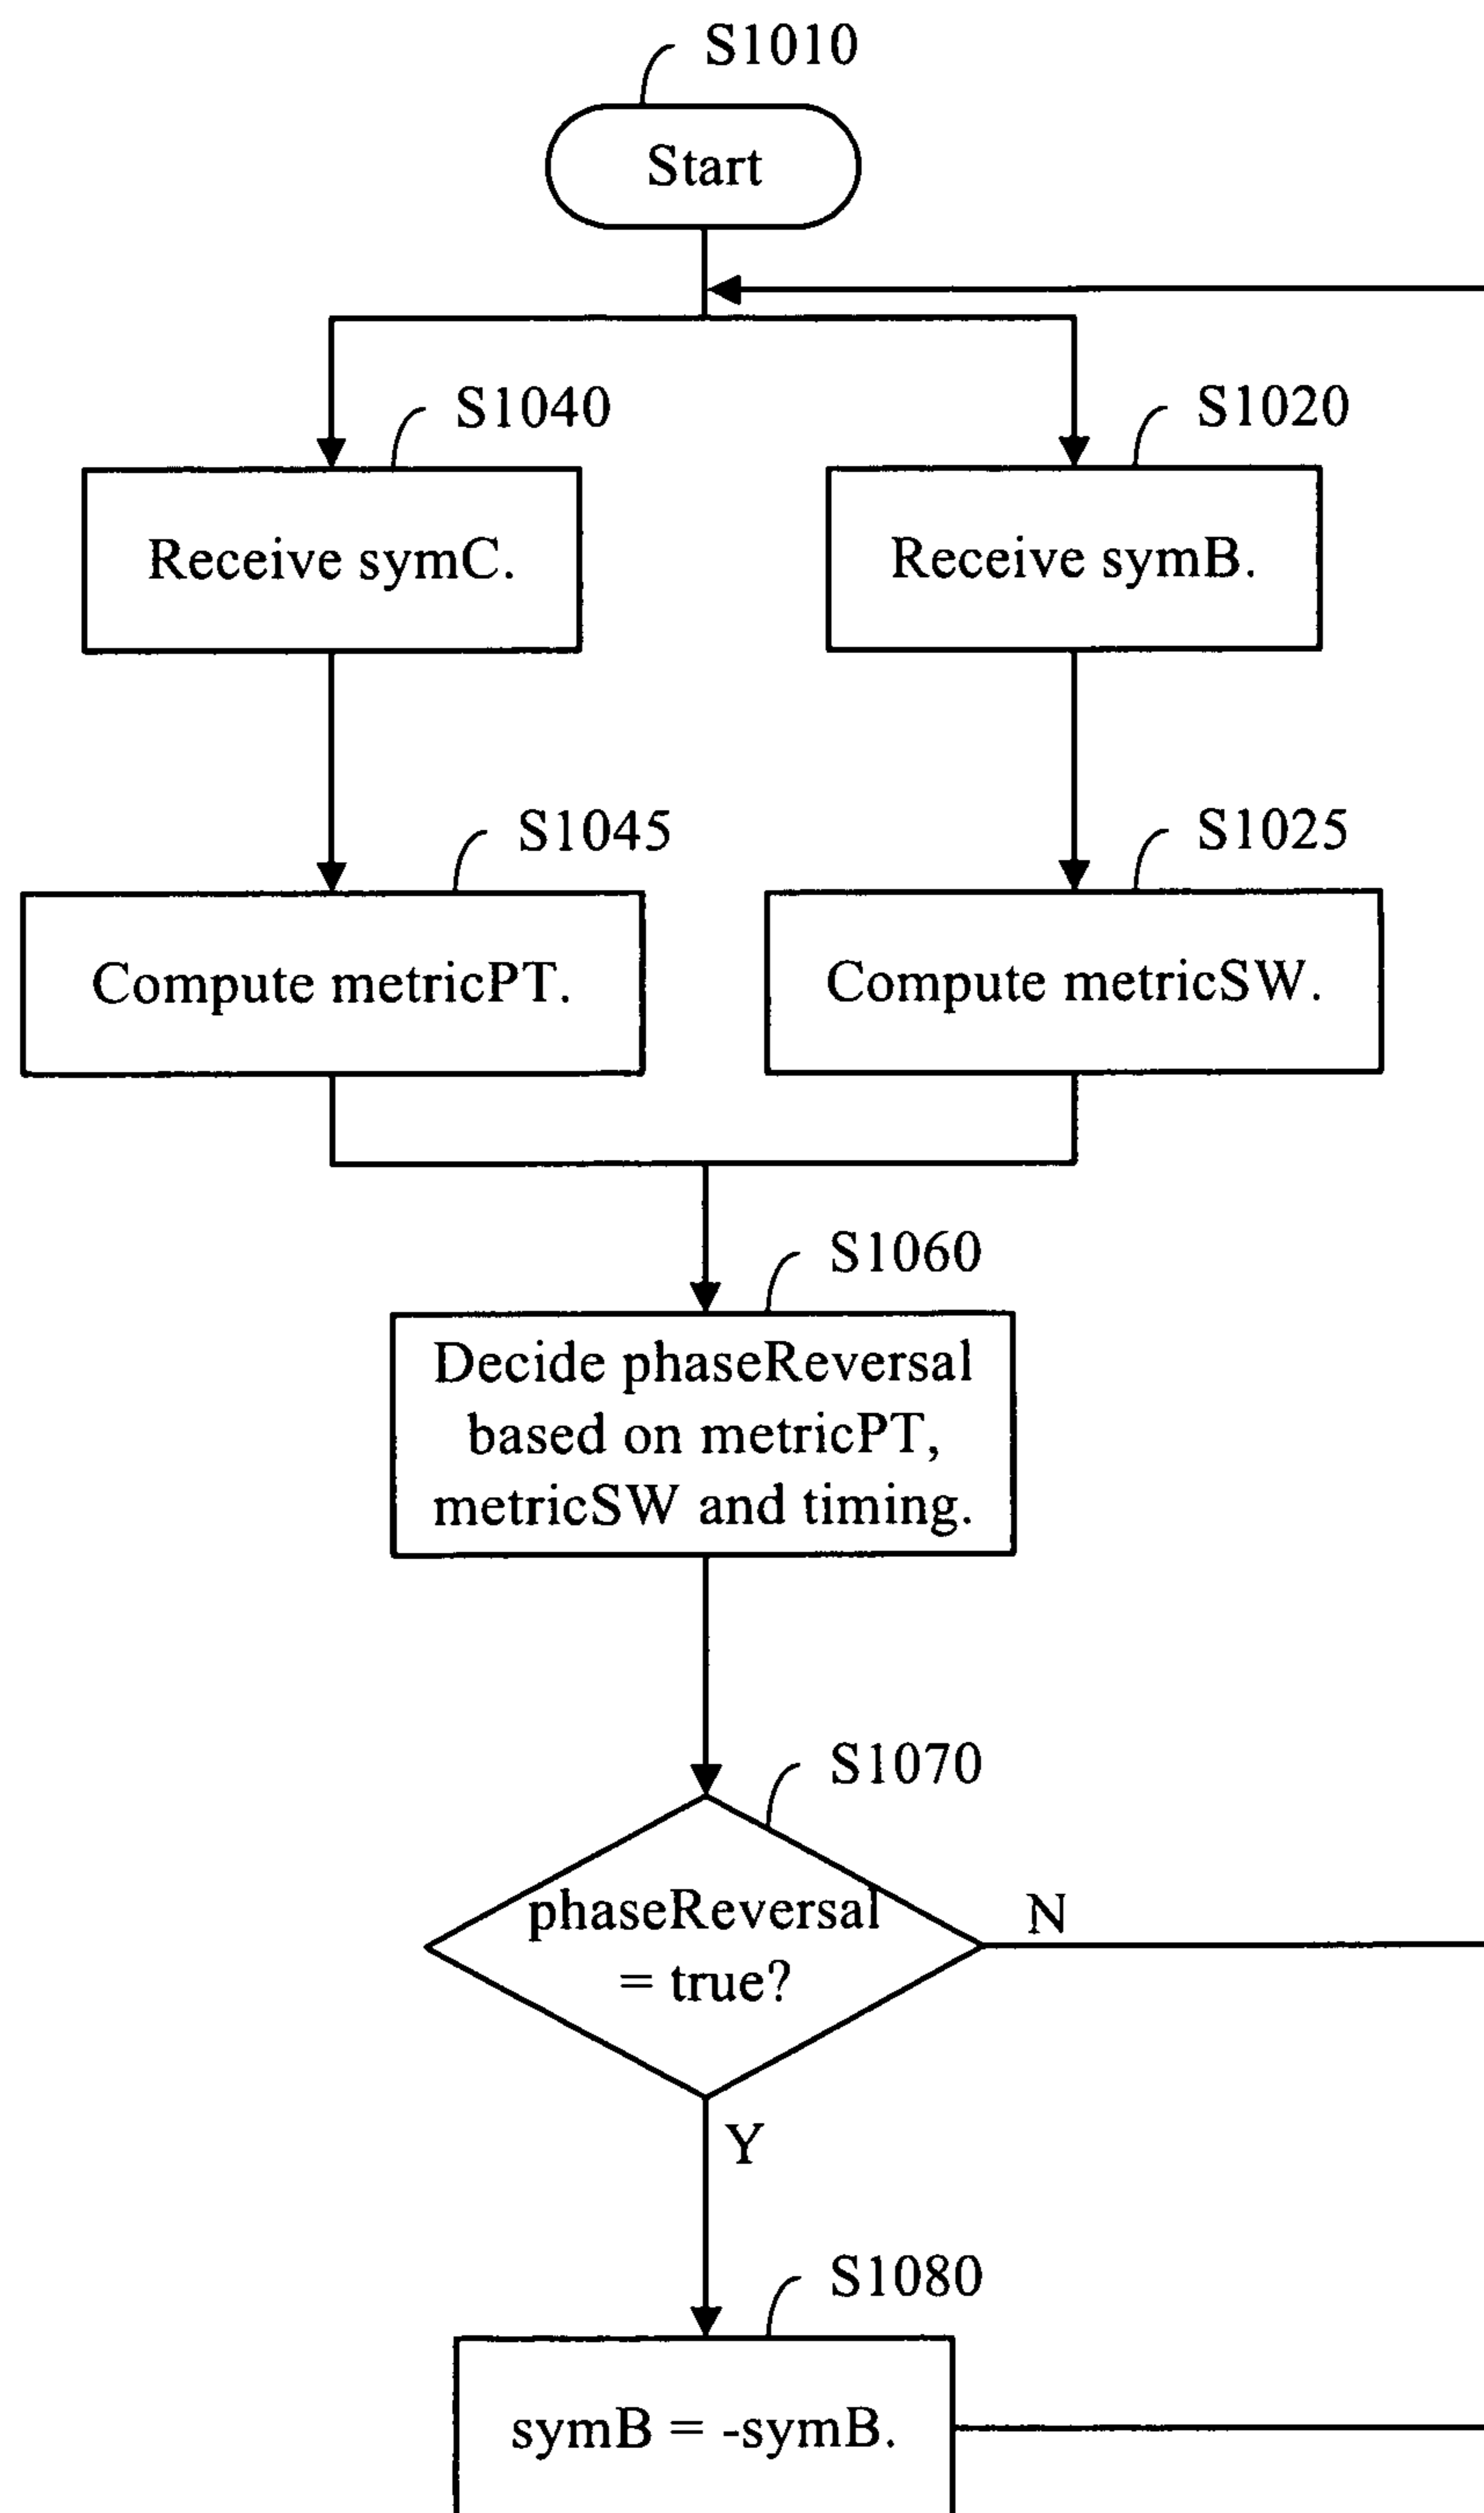 S1010
Start
S1040
S1020
Receive symC.
Receive symB.
S1045
S1025
Compute metricPT.
Compute metricSW.
S1060
Decide phaseReversal
based on metricPT,
metricSW and timing.
S1070
phaseReversal
= true?
N
Y
S1080
symB = -symB.